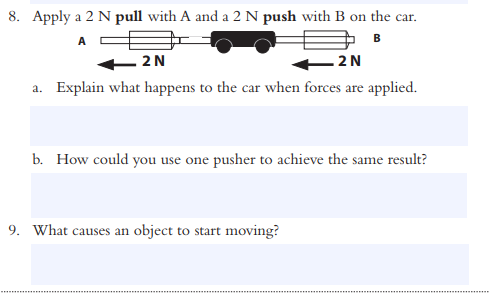 8. Apply a 2 N pull with A and a 2 N push with B on the car.
A B
2 N 2 N
a. Explain what happens to the car when forces are applied.
b. How could you use one pusher to achieve the same result?
9. What causes an object to start moving?